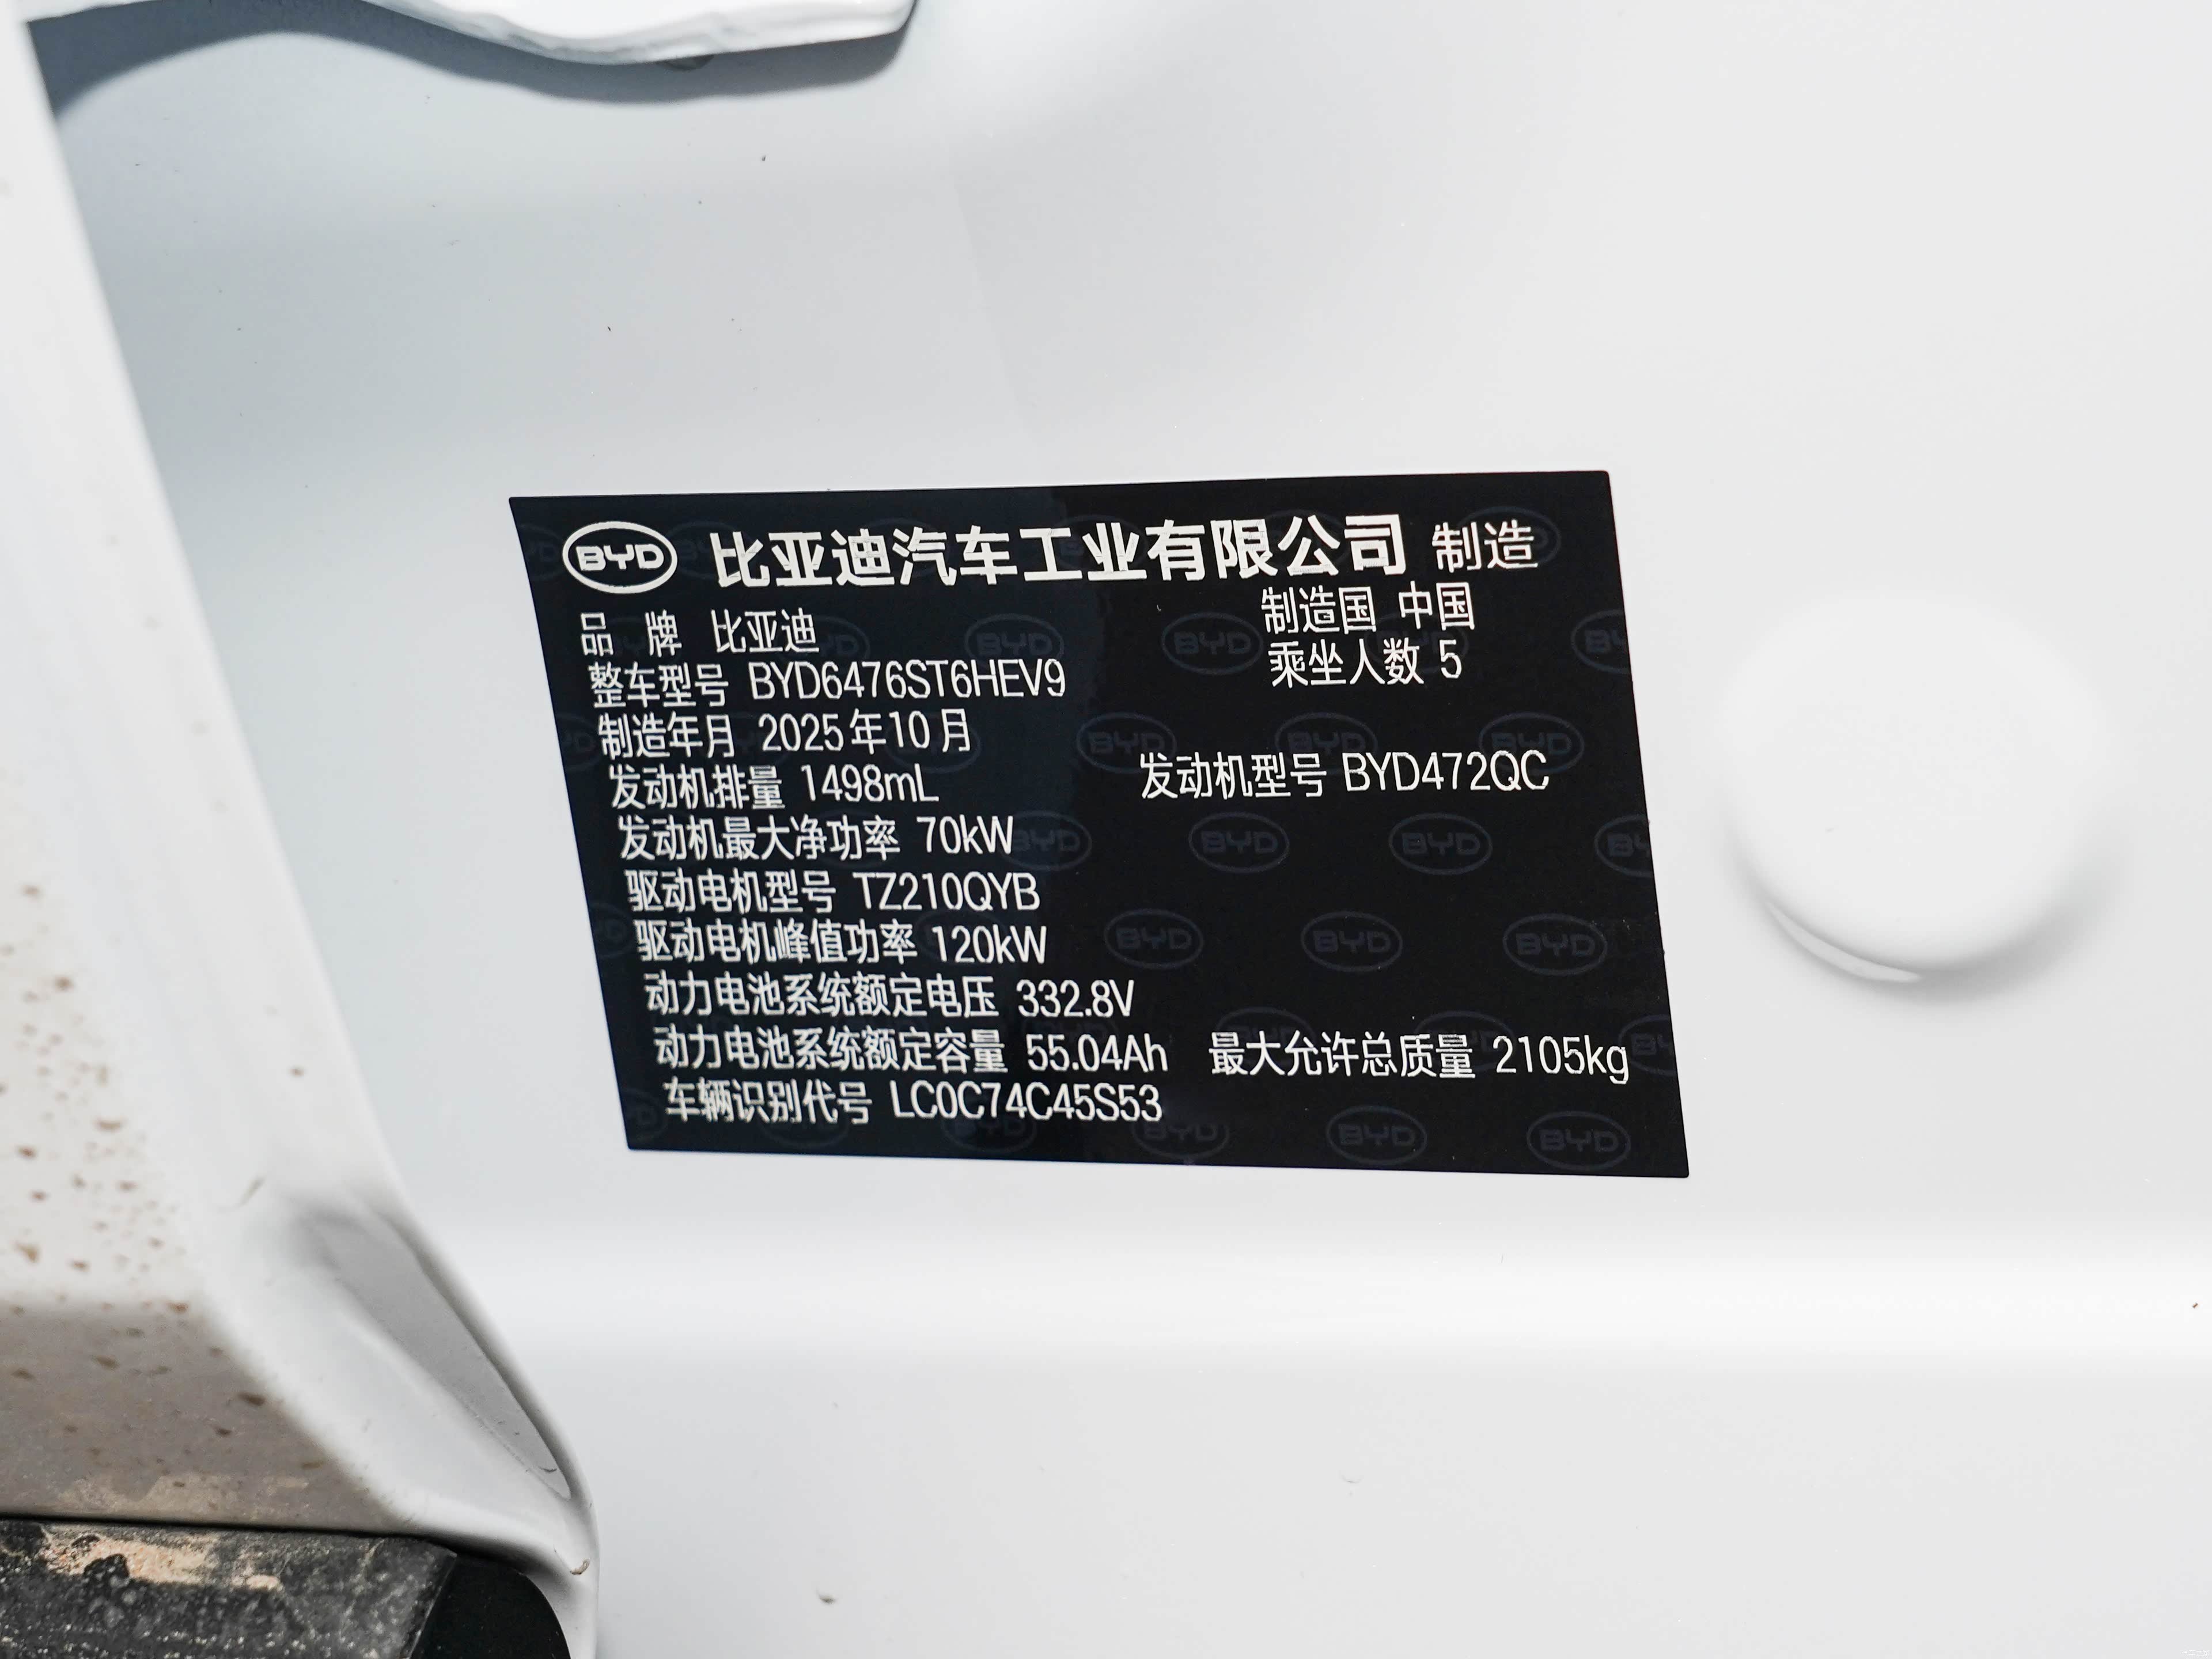 BYD 比亚迪汽车工业有限公司 制造
品 牌 比亚迪
制造国 中国
整车型号 BYD6476ST6HEV9
乘坐人数 5
制造年月 2025年10月
发动机排量 1498mL
发动机型号 BYD472QC
发动机最大净功率 70kW
驱动电机型号 TZ210QYB
驱动电机峰值功率 120kW
动力电池系统额定电压 332.8V
动力电池系统额定容量 55.04Ah 最大允许总质量 2105kg
车辆识别代号 LC0C74C45S53